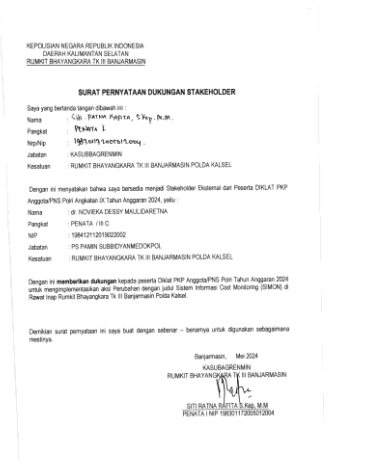 KEPOLISIAN NEGARA REPUBLIK INDONESIA
DAERAH KALIMANTAN SELATAN
RUMKIT BHAYANGKARA TK III BANJARMASIN
SURAT PERNYATAAN DUKUNGAN STAKEHOLDER
Saya yang bertanda tangan dibawah ini :
Nama : Siti RATNA RAFITA, S.Kep, M.M.
Pangkat : PENATA I
Nrp/Nip : 198301172005012004
Jabatan : KASUBBAGRENMIN
Kesatuan : RUMKIT BHAYANGKARA TK III BANJARMASIN POLDA KALSEL
Dengan ini menyatakan bahwa saya bersedia menjadi Stakeholder Eksternal dari Peserta DIKLAT PKP
Anggota/PNS Polri Angkatan IX Tahun Anggaran 2024, yaitu :
Nama : dr. NOVIEKA DESSY MAULIDARETNA
Pangkat : PENATA / III C
NIP : 198412112019022002
Jabatan : PS PAMIN SUBBIDYANMEDOKPOL
Kesatuan : RUMKIT BHAYANGKARA TK III BANJARMASIN POLDA KALSEL
Dengan ini memberikan dukungan kepada peserta Diklat PKP Anggota/PNS Polri Tahun Anggaran 2024
untuk mengimplementasikan aksi Perubahan dengan judul Sistem Informasi Cost Monitoring (SIMON) di
Rawat Inap Rumkit Bhayangkara Tk III Banjarmasin Polda Kalsel.
Demikian surat pernyataan ini saya buat dengan sebenar – benarnya untuk digunakan sebagaimana
mestinya.
Banjarmasin, Mei 2024
KASUBAGRENMIN
RUMKIT BHAYANGKARA TK III BANJARMASIN
SITI RATNA RAFITA S.Kep, M.M
PENATA I NIP 198301172005012004